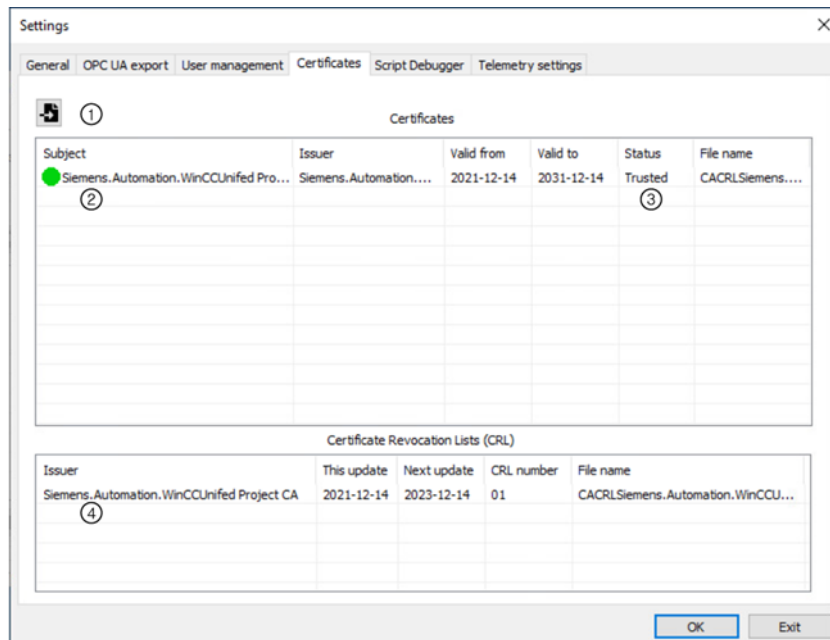 Settings
General OPC UA export User management Certificates Script Debugger Telemetry settings
①
Certificates
Subject Issuer Valid from Valid to Status File name
Siemens.Automation.WinCCUnifed Pro... Siemens.Automation.... 2021-12-14 2031-12-14 Trusted CACRLSiemens....
② ③
Certificate Revocation Lists (CRL)
Issuer This update Next update CRL number File name
Siemens.Automation.WinCCUnifed Project CA 2021-12-14 2023-12-14 01 CACRLSiemens.Automation.WinCCU...
④
OK Exit